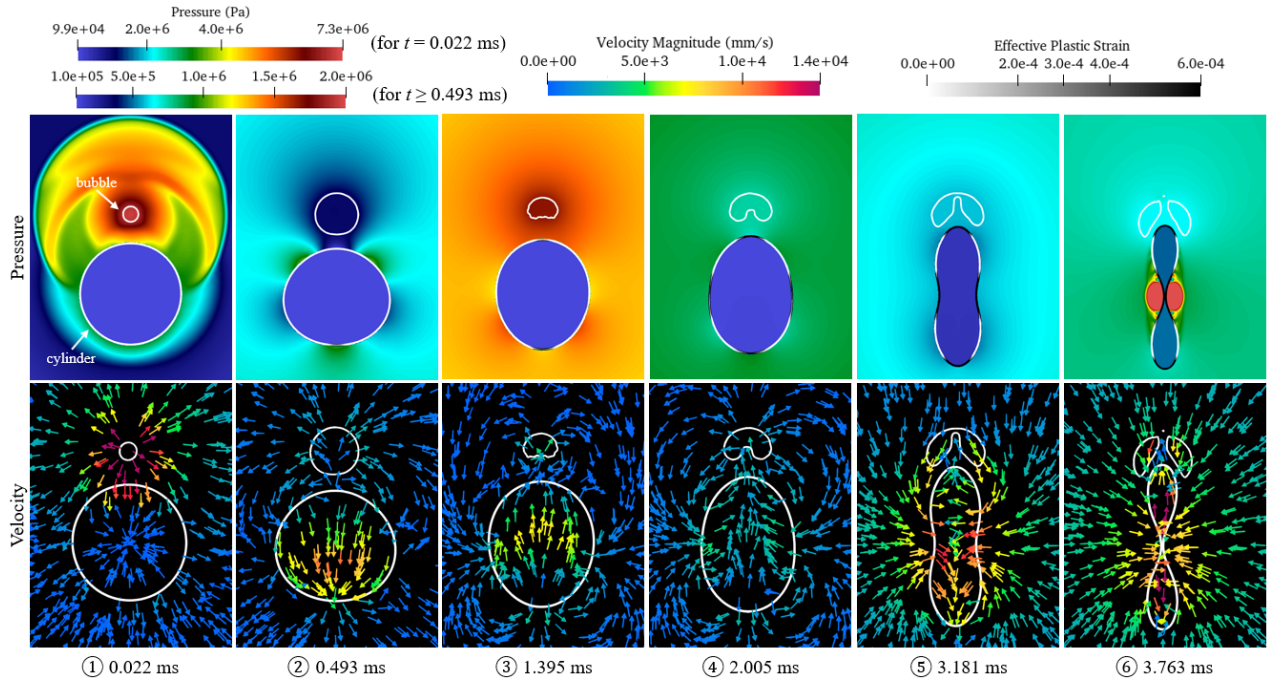 Pressure (Pa)
9.9e+04 2.0e+6 4.0e+6 7.3e+06
(for t = 0.022 ms)
1.0e+05 5.0e+5 1.0e+6 1.5e+6 2.0e+06
(for t ≥ 0.493 ms)
Velocity Magnitude (mm/s)
0.0e+00 5.0e+3 1.0e+4 1.4e+04
Effective Plastic Strain
0.0e+00 2.0e-4 3.0e-4 4.0e-4 6.0e-04
Pressure
bubble
cylinder
Velocity
① 0.022 ms ② 0.493 ms ③ 1.395 ms ④ 2.005 ms ⑤ 3.181 ms ⑥ 3.763 ms